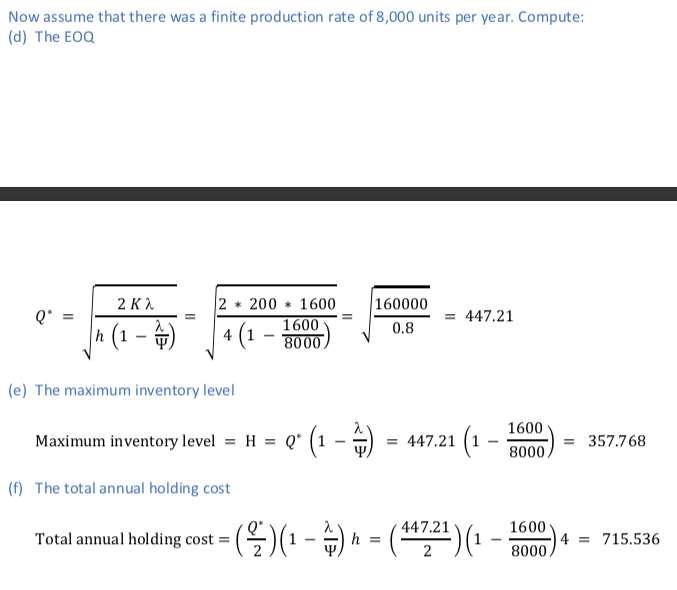 Now assume that there was a finite production rate of 8,000 units per year. Compute:
(d) The EOQ
Q* = √(2 K λ / h (1 − λ/Ψ)) = √(2 * 200 * 1600 / 4 (1 − 1600/8000)) = √(160000 / 0.8) = 447.21
(e) The maximum inventory level
Maximum inventory level = H = Q* (1 − λ/Ψ) = 447.21 (1 − 1600/8000) = 357.768
(f) The total annual holding cost
Total annual holding cost = (Q*/2)(1 − λ/Ψ) h = (447.21/2)(1 − 1600/8000) 4 = 715.536